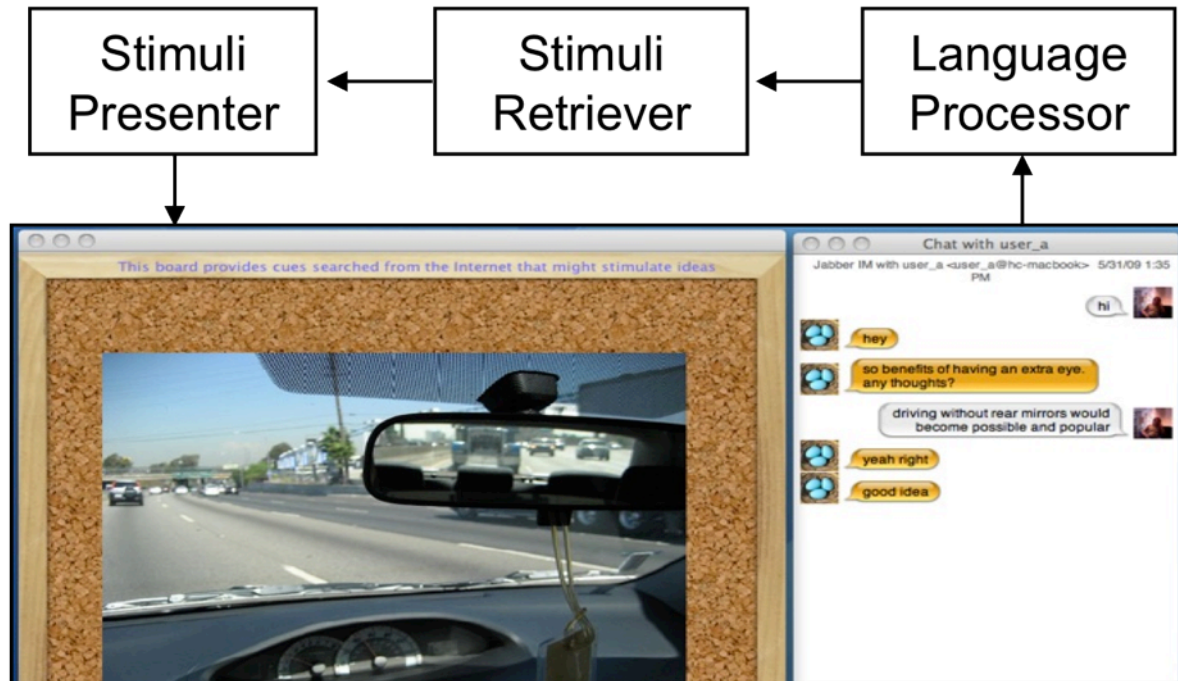 Stimuli
Presenter
Stimuli
Retriever
Language
Processor
This board provides cues searched from the Internet that might stimulate ideas
Chat with user_a
Jabber IM with user_a <user_a@hc-macbook> 5/31/09 1:35
PM
hi
hey
so benefits of having an extra eye.
any thoughts?
driving without rear mirrors would
become possible and popular
yeah right
good idea